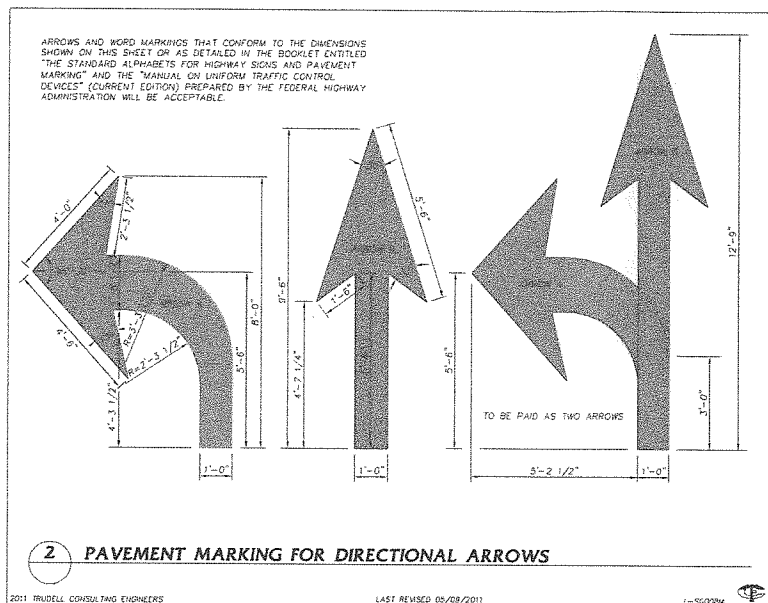 ARROWS AND WORD MARKINGS THAT CONFORM TO THE DIMENSIONS
SHOWN ON THIS SHEET OR AS DETAILED IN THE BOOKLET ENTITLED
"THE STANDARD ALPHABETS FOR HIGHWAY SIGNS AND PAVEMENT
MARKING" AND THE "MANUAL ON UNIFORM TRAFFIC CONTROL
DEVICES" (CURRENT EDITION) PREPARED BY THE FEDERAL HIGHWAY
ADMINISTRATION WILL BE ACCEPTABLE.
4'-0"
2'-3 1/2"
4'-6"
R=2'-3 1/2"
4'-3 1/2"
5'-6"
8'-0"
1'-0"
9'-6"
5'-6"
1'-6"
4'-2 1/4"
1'-0"
5'-6"
12'-9"
3'-0"
TO BE PAID AS TWO ARROWS
5'-2 1/2"
1'-0"
2 PAVEMENT MARKING FOR DIRECTIONAL ARROWS
2011 TRUDELL CONSULTING ENGINEERS
LAST REVISED 05/09/2011